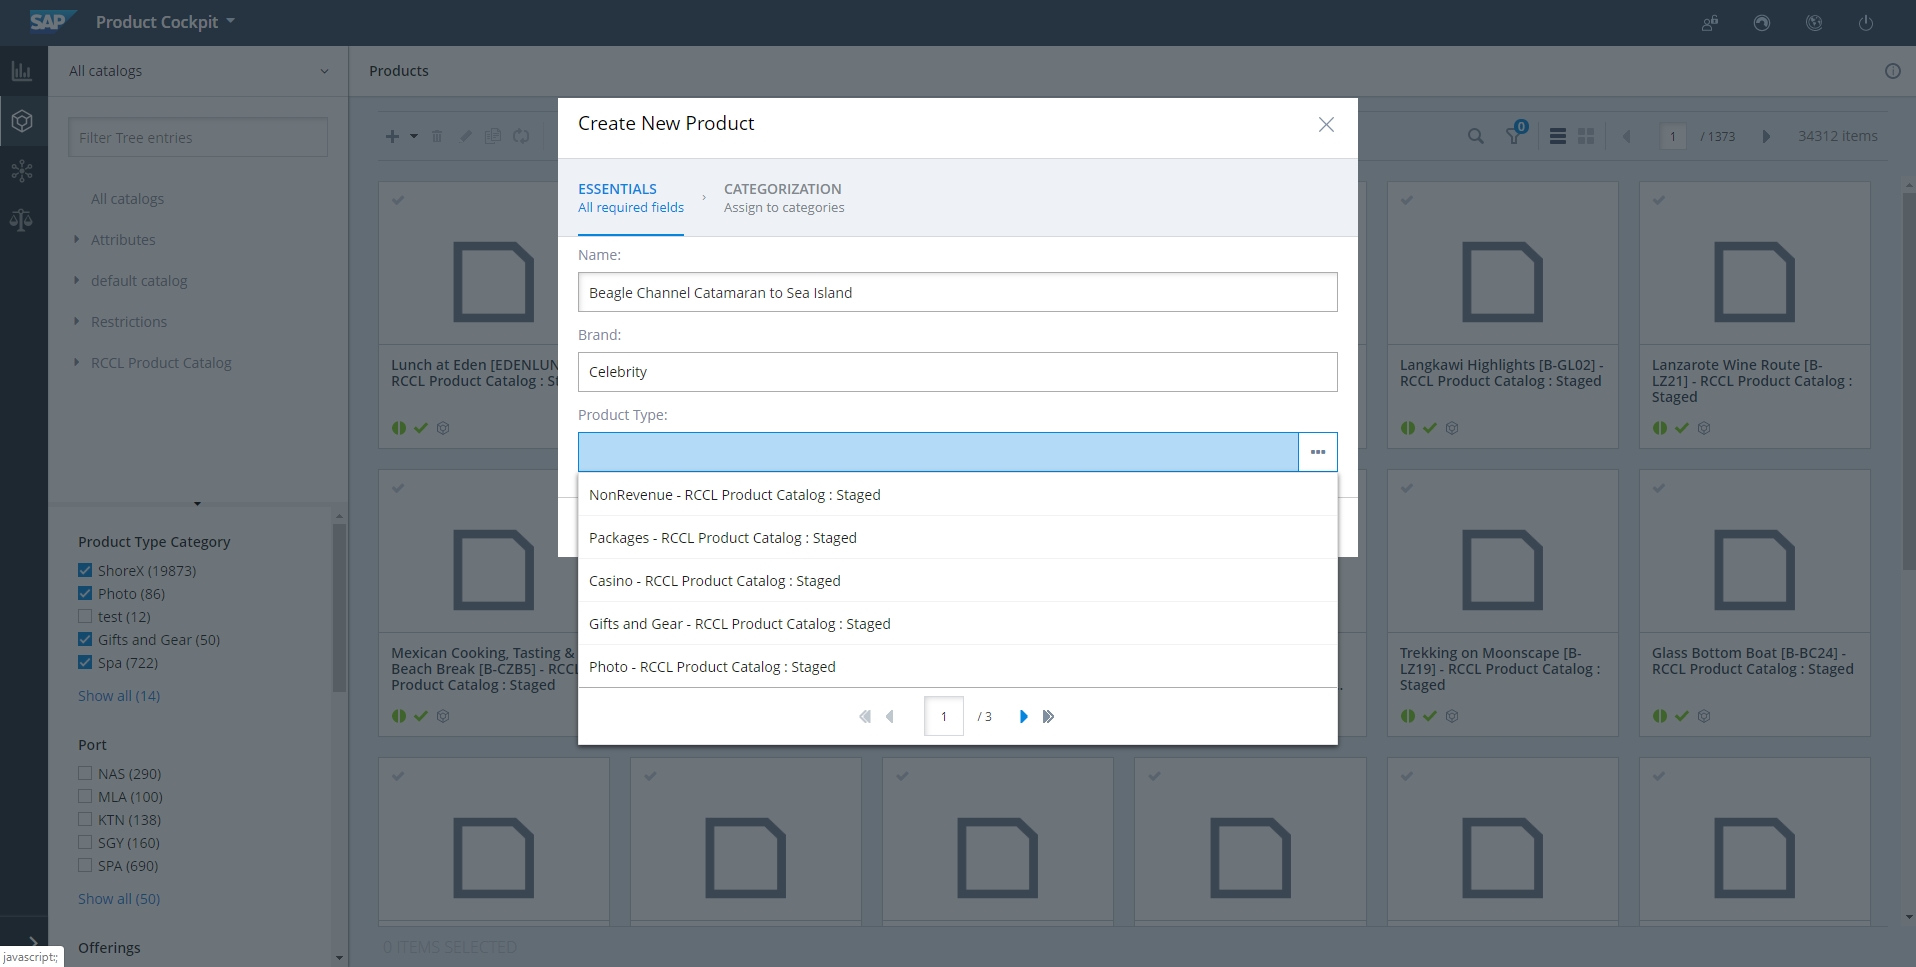 SAP Product Cockpit
All catalogs
Products
Filter Tree entries
All catalogs
Attributes
default catalog
Restrictions
RCCL Product Catalog
Product Type Category
ShoreX (19873)
Photo (86)
test (12)
Gifts and Gear (50)
Spa (722)
Show all (14)
Port
NAS (290)
MLA (100)
KTN (138)
SGY (160)
SPA (690)
Show all (50)
Offerings
javascript:;
0
1 / 1373
34312 items
Create New Product
ESSENTIALS
All required fields
CATEGORIZATION
Assign to categories
Name:
Beagle Channel Catamaran to Sea Island
Brand:
Celebrity
Product Type:
NonRevenue - RCCL Product Catalog : Staged
Packages - RCCL Product Catalog : Staged
Casino - RCCL Product Catalog : Staged
Gifts and Gear - RCCL Product Catalog : Staged
Photo - RCCL Product Catalog : Staged
1 / 3
Lunch at Eden [EDENLUN
RCCL Product Catalog : St
Langkawi Highlights [B-GL02] -
RCCL Product Catalog : Staged
Lanzarote Wine Route [B-
LZ21] - RCCL Product Catalog :
Staged
Mexican Cooking, Tasting &
Beach Break [B-CZB5] - RCCL
Product Catalog : Staged
Trekking on Moonscape [B-
LZ19] - RCCL Product Catalog :
Staged
Glass Bottom Boat [B-BC24] -
RCCL Product Catalog : Staged
0 ITEMS SELECTED